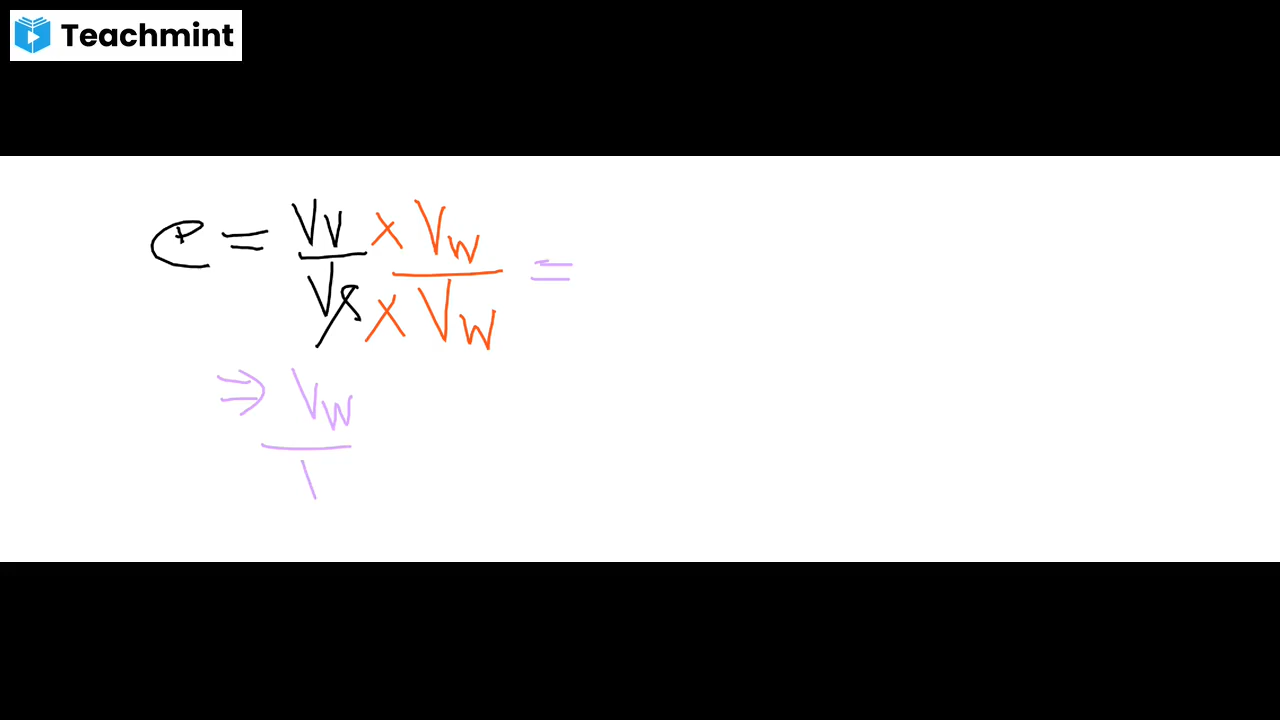 Teachmint
e = Vv/Vs × Vw/Vw =
⇒ Vw/